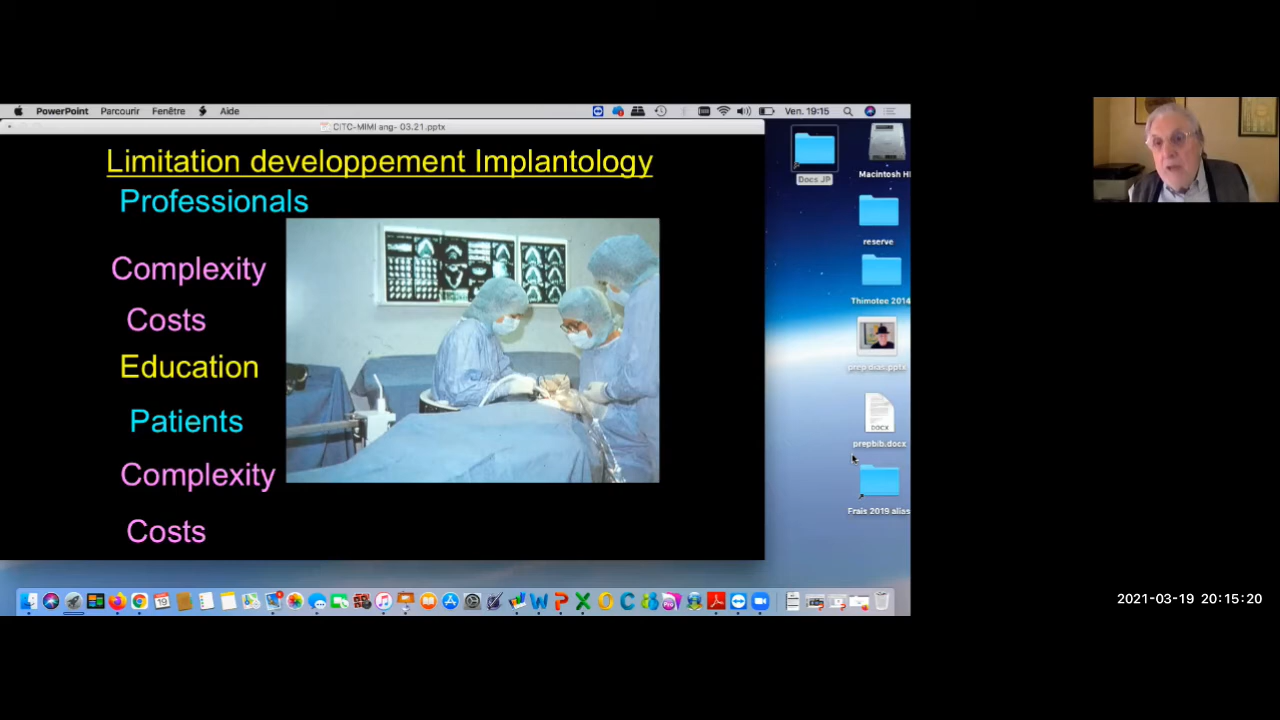 PowerPoint Parcourir Fenêtre Aide Ven. 19:15
CiTC-MIMI ang- 03.21.pptx
Limitation developpement Implantology
Professionals
Complexity
Costs
Education
Patients
Complexity
Costs
Docs JP
Macintosh H
reserve
Thimotee 2014
DOCX
prepbib.docx
Frais 2019 alias
2021-03-19 20:15:20